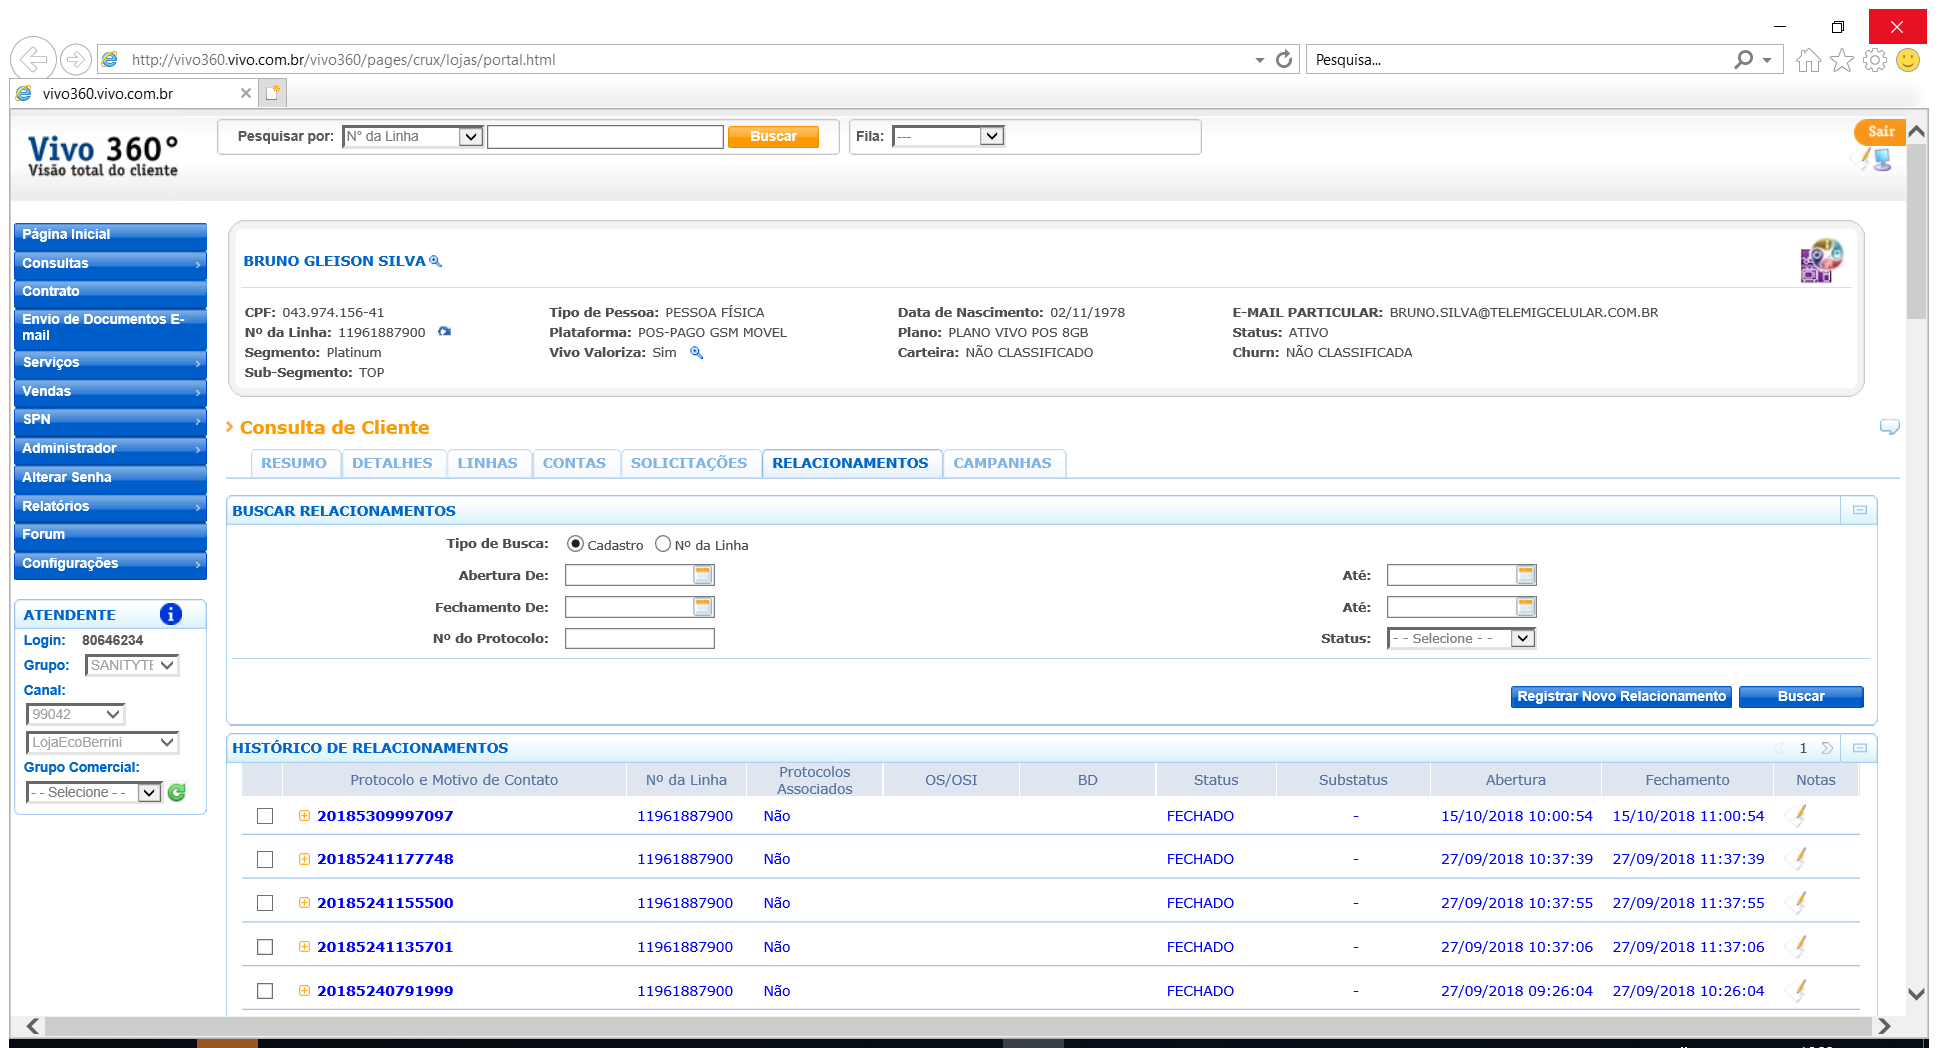 http://vivo360.vivo.com.br/vivo360/pages/crux/lojas/portal.html
Pesquisa...
vivo360.vivo.com.br
Vivo 360°
Visão total do cliente
Pesquisar por: N° da Linha Buscar
Fila: ---
Sair
Página Inicial
Consultas
Contrato
Envio de Documentos E-
mail
Serviços
Vendas
SPN
Administrador
Alterar Senha
Relatórios
Forum
Configurações
ATENDENTE
Login: 80646234
Grupo: SANITYTE
Canal:
99042
LojaEcoBerrini
Grupo Comercial:
- - Selecione - -
BRUNO GLEISON SILVA
CPF: 043.974.156-41 Tipo de Pessoa: PESSOA FÍSICA Data de Nascimento: 02/11/1978 E-MAIL PARTICULAR: BRUNO.SILVA@TELEMIGCELULAR.COM.BR
Nº da Linha: 11961887900 Plataforma: POS-PAGO GSM MOVEL Plano: PLANO VIVO POS 8GB Status: ATIVO
Segmento: Platinum Vivo Valoriza: Sim Carteira: NÃO CLASSIFICADO Churn: NÃO CLASSIFICADA
Sub-Segmento: TOP
Consulta de Cliente
RESUMO DETALHES LINHAS CONTAS SOLICITAÇÕES RELACIONAMENTOS CAMPANHAS
BUSCAR RELACIONAMENTOS
Tipo de Busca: Cadastro Nº da Linha
Abertura De: Até:
Fechamento De: Até:
Nº do Protocolo: Status: - - Selecione - -
Registrar Novo Relacionamento Buscar
HISTÓRICO DE RELACIONAMENTOS 1
Protocolo e Motivo de Contato Nº da Linha Protocolos Associados OS/OSI BD Status Substatus Abertura Fechamento Notas
20185309997097 11961887900 Não FECHADO - 15/10/2018 10:00:54 15/10/2018 11:00:54
20185241177748 11961887900 Não FECHADO - 27/09/2018 10:37:39 27/09/2018 11:37:39
20185241155500 11961887900 Não FECHADO - 27/09/2018 10:37:55 27/09/2018 11:37:55
20185241135701 11961887900 Não FECHADO - 27/09/2018 10:37:06 27/09/2018 11:37:06
20185240791999 11961887900 Não FECHADO - 27/09/2018 09:26:04 27/09/2018 10:26:04